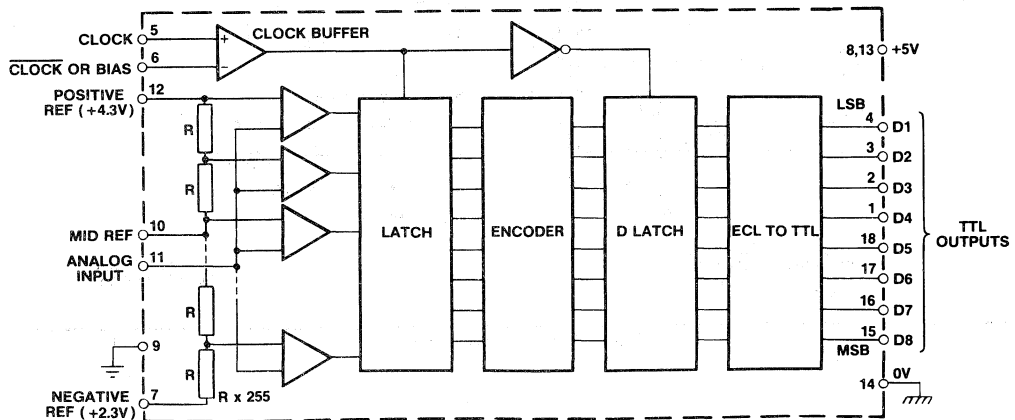 CLOCK
5
+
CLOCK BUFFER
CLOCK OR BIAS
6
−
8,13
+5V
POSITIVE
REF (+4.3V)
12
R
R
MID REF
10
ANALOG
INPUT
11
R
9
R
NEGATIVE
REF (+2.3V)
7
R x 255
LATCH
ENCODER
D LATCH
ECL TO TTL
LSB
4
D1
3
D2
2
D3
1
D4
18
D5
17
D6
16
D7
15
D8
MSB
TTL
OUTPUTS
14
0V